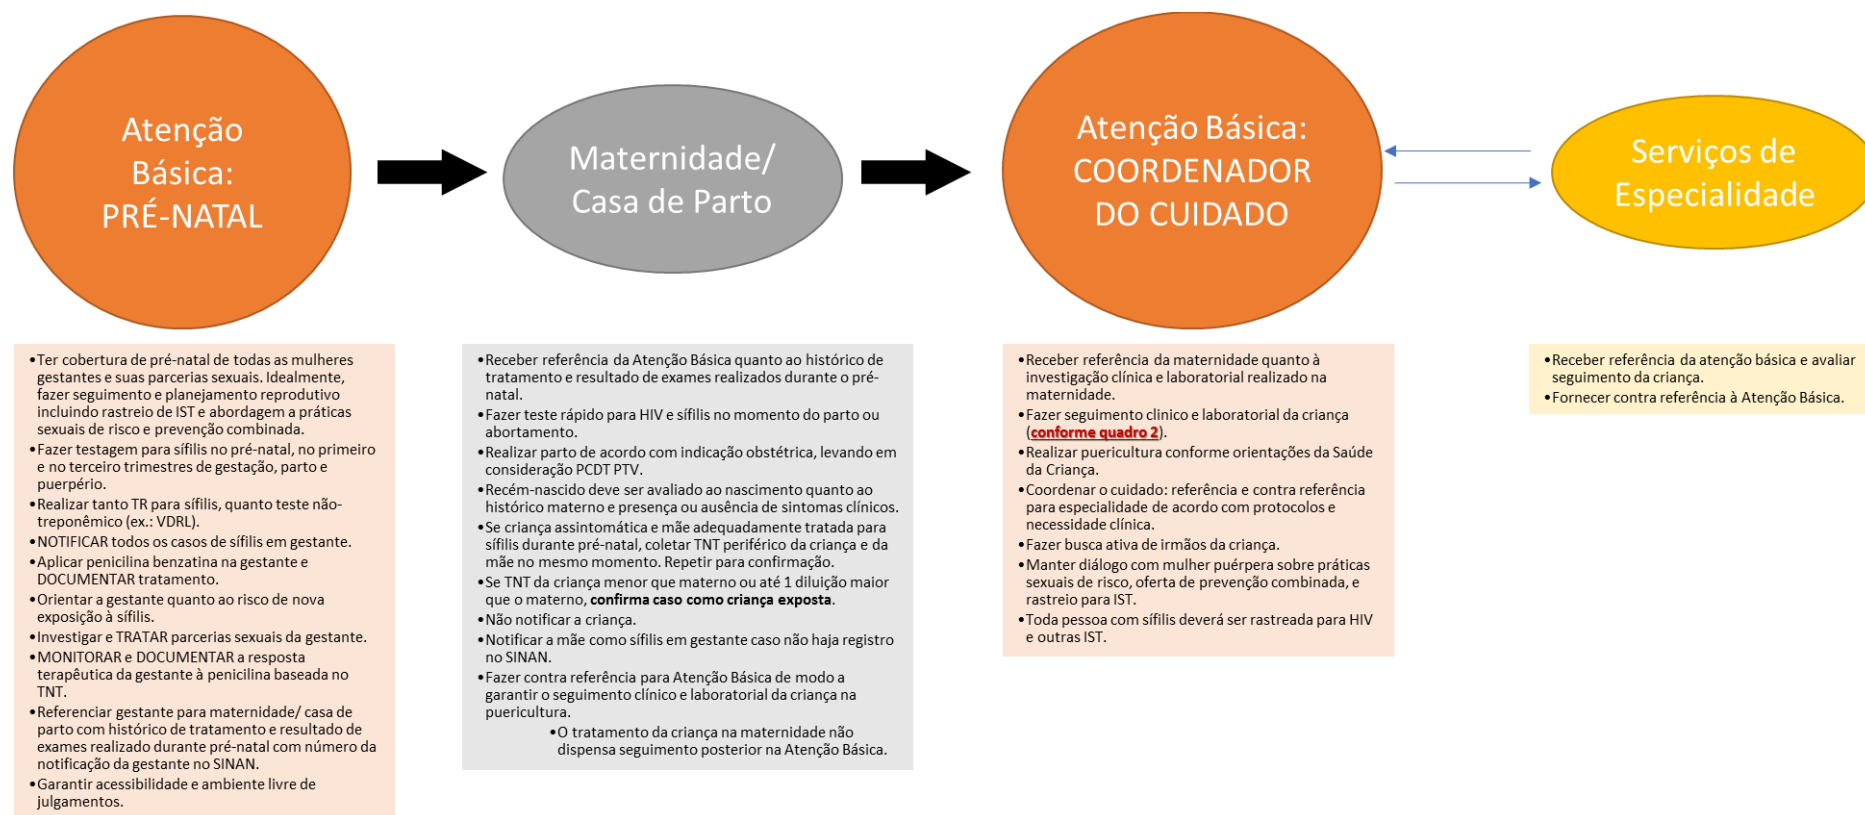 Atenção
Básica:
PRÉ-NATAL
Maternidade/
Casa de Parto
Atenção Básica:
COORDENADOR
DO CUIDADO
Serviços de
Especialidade
•Ter cobertura de pré-natal de todas as mulheres
gestantes e suas parcerias sexuais. Idealmente,
fazer seguimento e planejamento reprodutivo
incluindo rastreio de IST e abordagem a práticas
sexuais de risco e prevenção combinada.
•Fazer testagem para sífilis no pré-natal, no primeiro
e no terceiro trimestres de gestação, parto e
puerpério.
•Realizar tanto TR para sífilis, quanto teste não-
treponêmico (ex.: VDRL).
•NOTIFICAR todos os casos de sífilis em gestante.
•Aplicar penicilina benzatina na gestante e
DOCUMENTAR tratamento.
•Orientar a gestante quanto ao risco de nova
exposição à sífilis.
•Investigar e TRATAR parcerias sexuais da gestante.
•MONITORAR e DOCUMENTAR a resposta
terapêutica da gestante à penicilina baseada no
TNT.
•Referenciar gestante para maternidade/ casa de
parto com histórico de tratamento e resultado de
exames realizado durante pré-natal com número da
notificação da gestante no SINAN.
•Garantir acessibilidade e ambiente livre de
julgamentos.
•Receber referência da Atenção Básica quanto ao histórico de
tratamento e resultado de exames realizados durante o pré-
natal.
•Fazer teste rápido para HIV e sífilis no momento do parto ou
abortamento.
•Realizar parto de acordo com indicação obstétrica, levando em
consideração PCDT PTV.
•Recém-nascido deve ser avaliado ao nascimento quanto ao
histórico materno e presença ou ausência de sintomas clínicos.
•Se criança assintomática e mãe adequadamente tratada para
sífilis durante pré-natal, coletar TNT periférico da criança e da
mãe no mesmo momento. Repetir para confirmação.
•Se TNT da criança menor que materno ou até 1 diluição maior
que o materno, confirma caso como criança exposta.
•Não notificar a criança.
•Notificar a mãe como sífilis em gestante caso não haja registro
no SINAN.
•Fazer contra referência para Atenção Básica de modo a
garantir o seguimento clínico e laboratorial da criança na
puericultura.
•O tratamento da criança na maternidade não
dispensa seguimento posterior na Atenção Básica.
•Receber referência da maternidade quanto à
investigação clínica e laboratorial realizado na
maternidade.
•Fazer seguimento clinico e laboratorial da criança
(conforme quadro 2).
•Realizar puericultura conforme orientações da Saúde
da Criança.
•Coordenar o cuidado: referência e contra referência
para especialidade de acordo com protocolos e
necessidade clínica.
•Fazer busca ativa de irmãos da criança.
•Manter diálogo com mulher puérpera sobre práticas
sexuais de risco, oferta de prevenção combinada, e
rastreio para IST.
•Toda pessoa com sífilis deverá ser rastreada para HIV
e outras IST.
•Receber referência da atenção básica e avaliar
seguimento da criança.
•Fornecer contra referência à Atenção Básica.